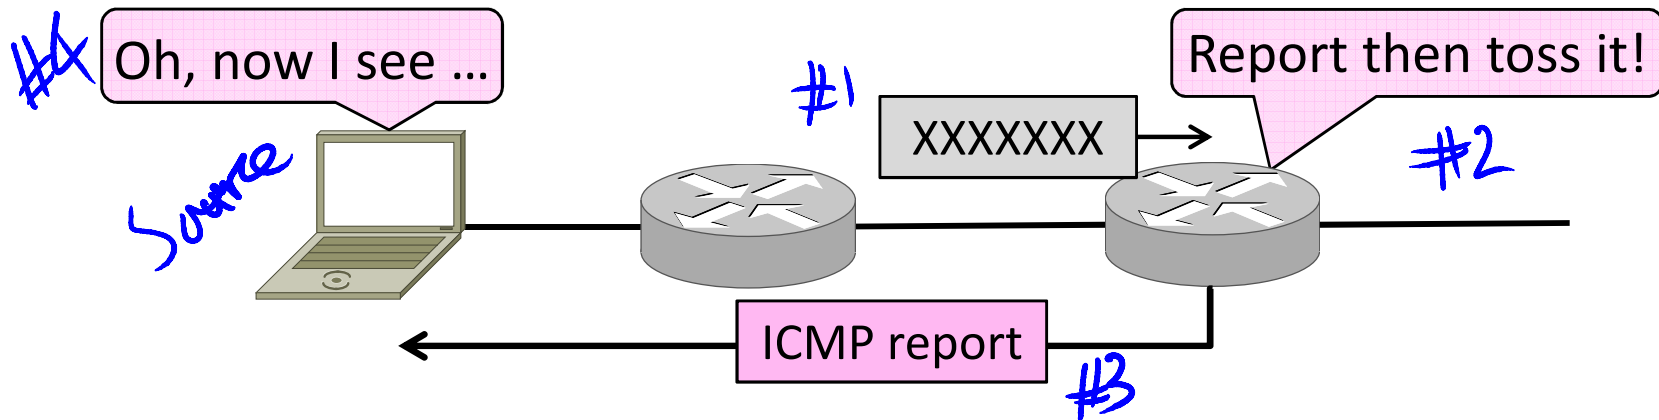 #4
Oh, now I see ...
Source
#1
XXXXXXX
Report then toss it!
#2
ICMP report
#3